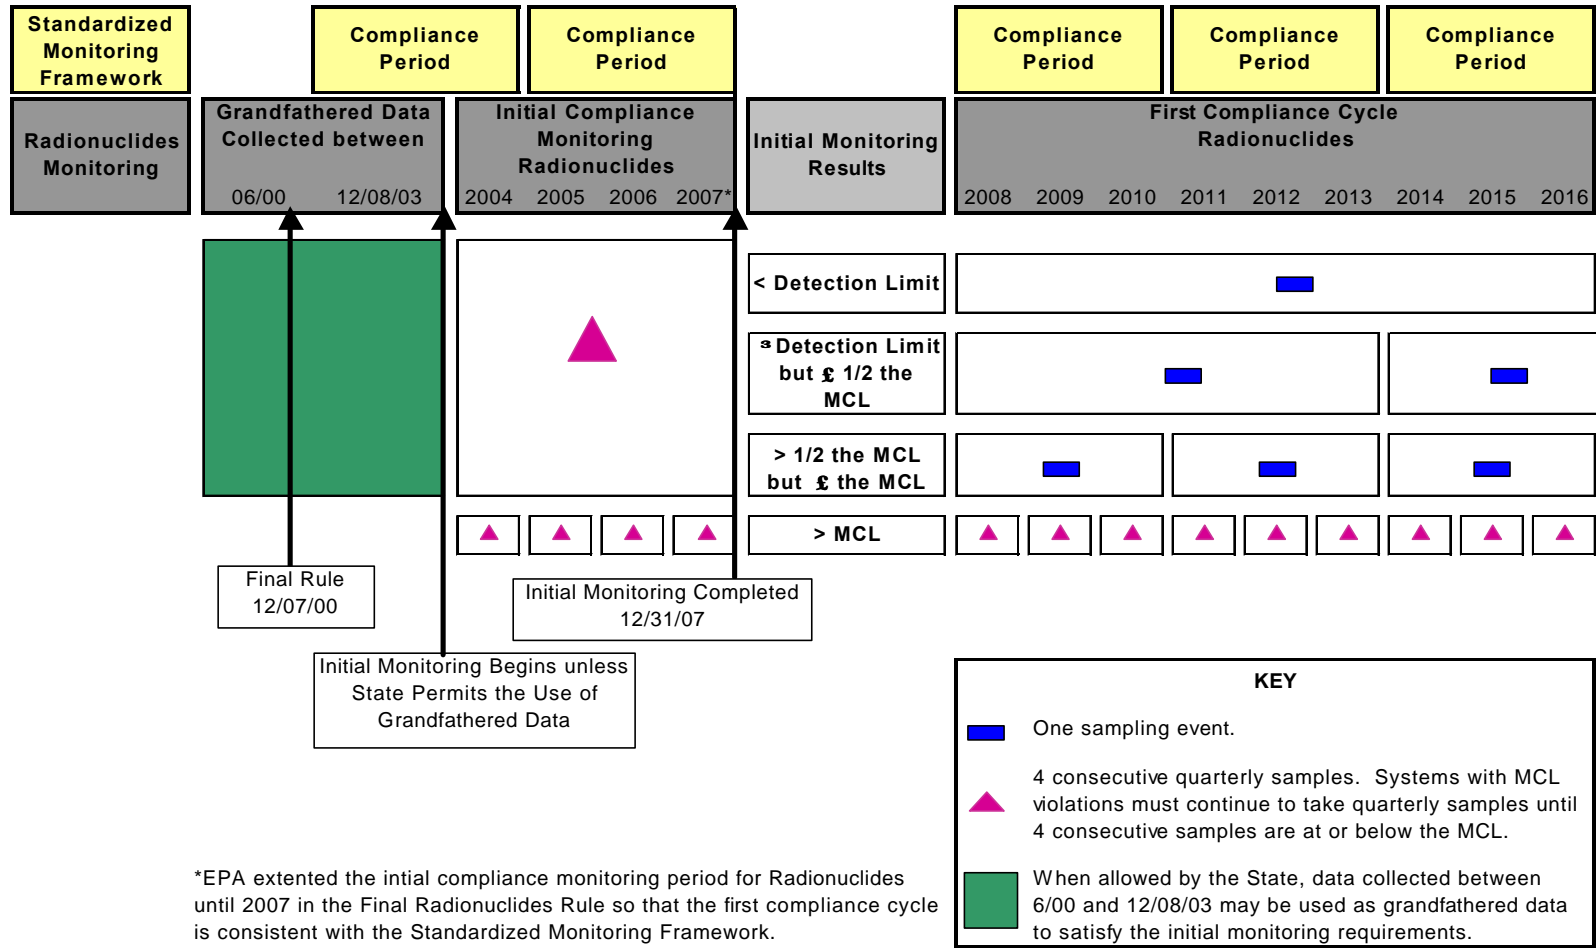 Standardized
Monitoring
Framework
Compliance
Period
Compliance
Period
Compliance
Period
Compliance
Period
Compliance
Period
Radionuclides
Monitoring
Grandfathered Data
Collected between
06/00 12/08/03
Initial Compliance
Monitoring
Radionuclides
2004 2005 2006 2007*
Initial Monitoring
Results
First Compliance Cycle
Radionuclides
2008 2009 2010 2011 2012 2013 2014 2015 2016
< Detection Limit
³ Detection Limit
but £ 1/2 the
MCL
> 1/2 the MCL
but £ the MCL
> MCL
Final Rule
12/07/00
Initial Monitoring Completed
12/31/07
Initial Monitoring Begins unless
State Permits the Use of
Grandfathered Data
KEY
One sampling event.
4 consecutive quarterly samples. Systems with MCL
violations must continue to take quarterly samples until
4 consecutive samples are at or below the MCL.
When allowed by the State, data collected between
6/00 and 12/08/03 may be used as grandfathered data
to satisfy the initial monitoring requirements.
*EPA extented the intial compliance monitoring period for Radionuclides
until 2007 in the Final Radionuclides Rule so that the first compliance cycle
is consistent with the Standardized Monitoring Framework.